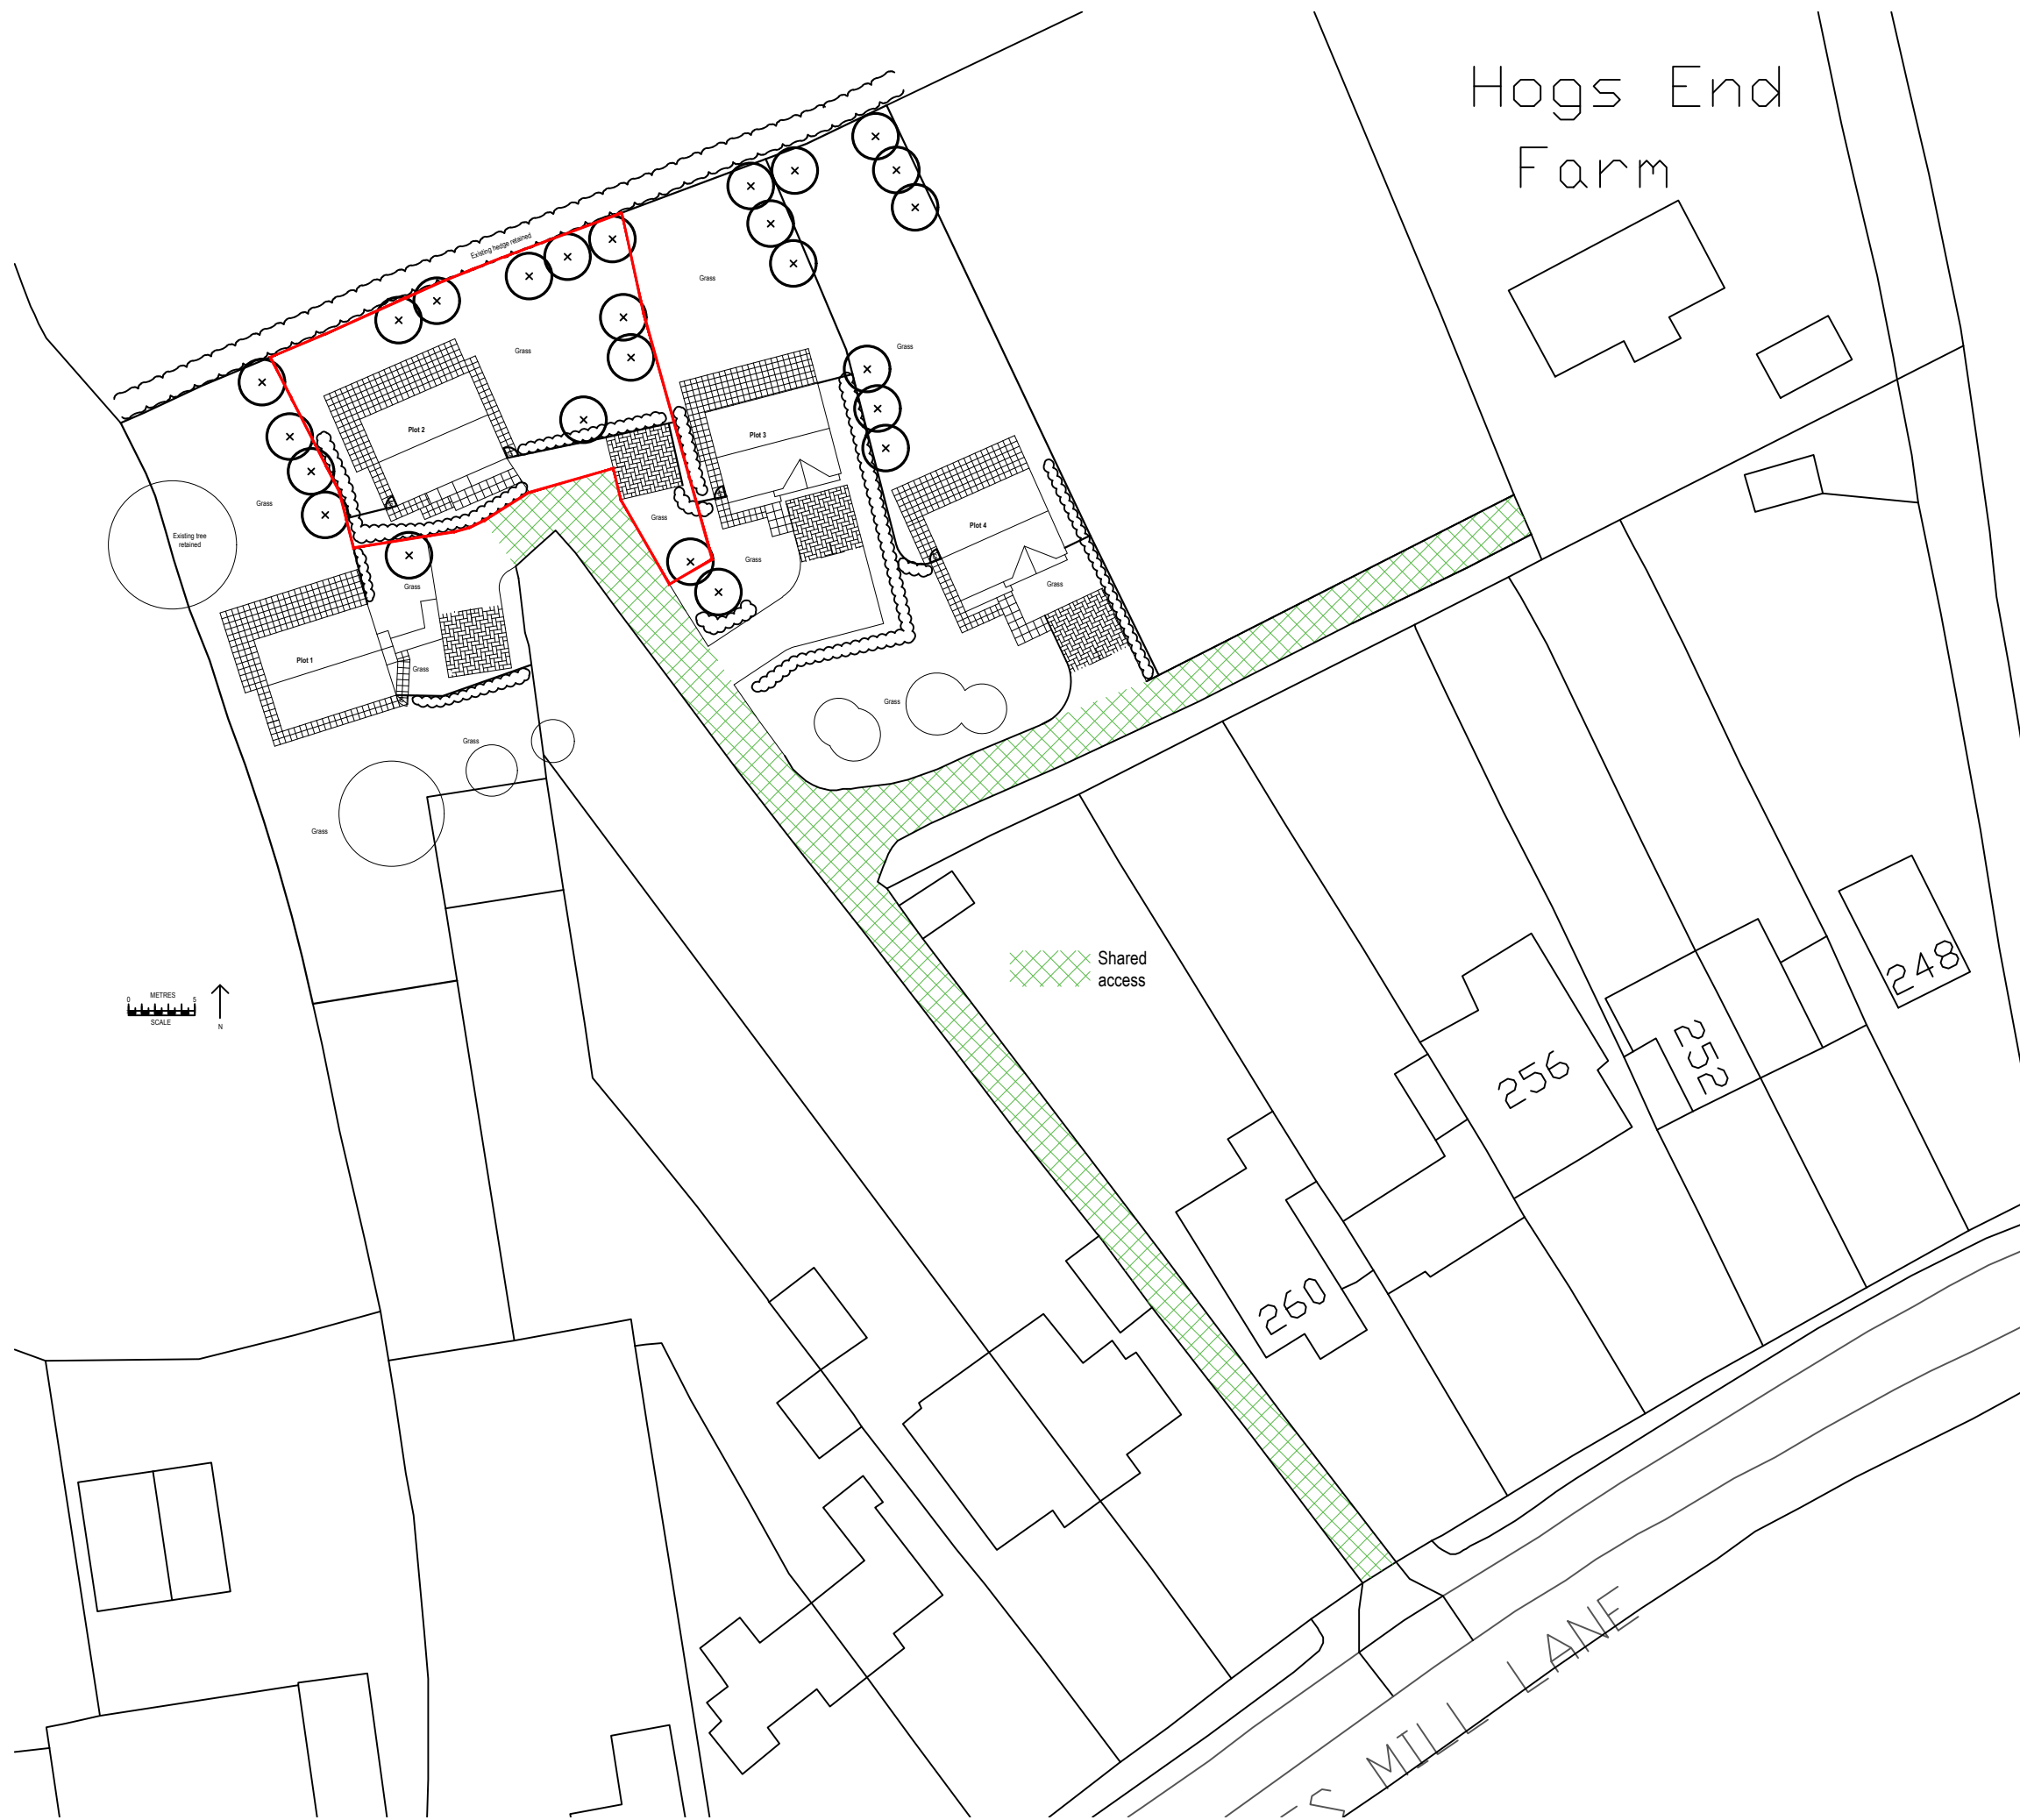 Hogs End
Farm
Existing hedge retained
Grass
Grass
Grass
Plot 2
Plot 3
Grass
Grass
Plot 4
Existing tree
retained
Grass
Grass
Grass
Plot 1
Grass
Grass
Grass
Grass
Shared
access
METRES
0 5
SCALE
N
248
252
256
260
MILL LANE